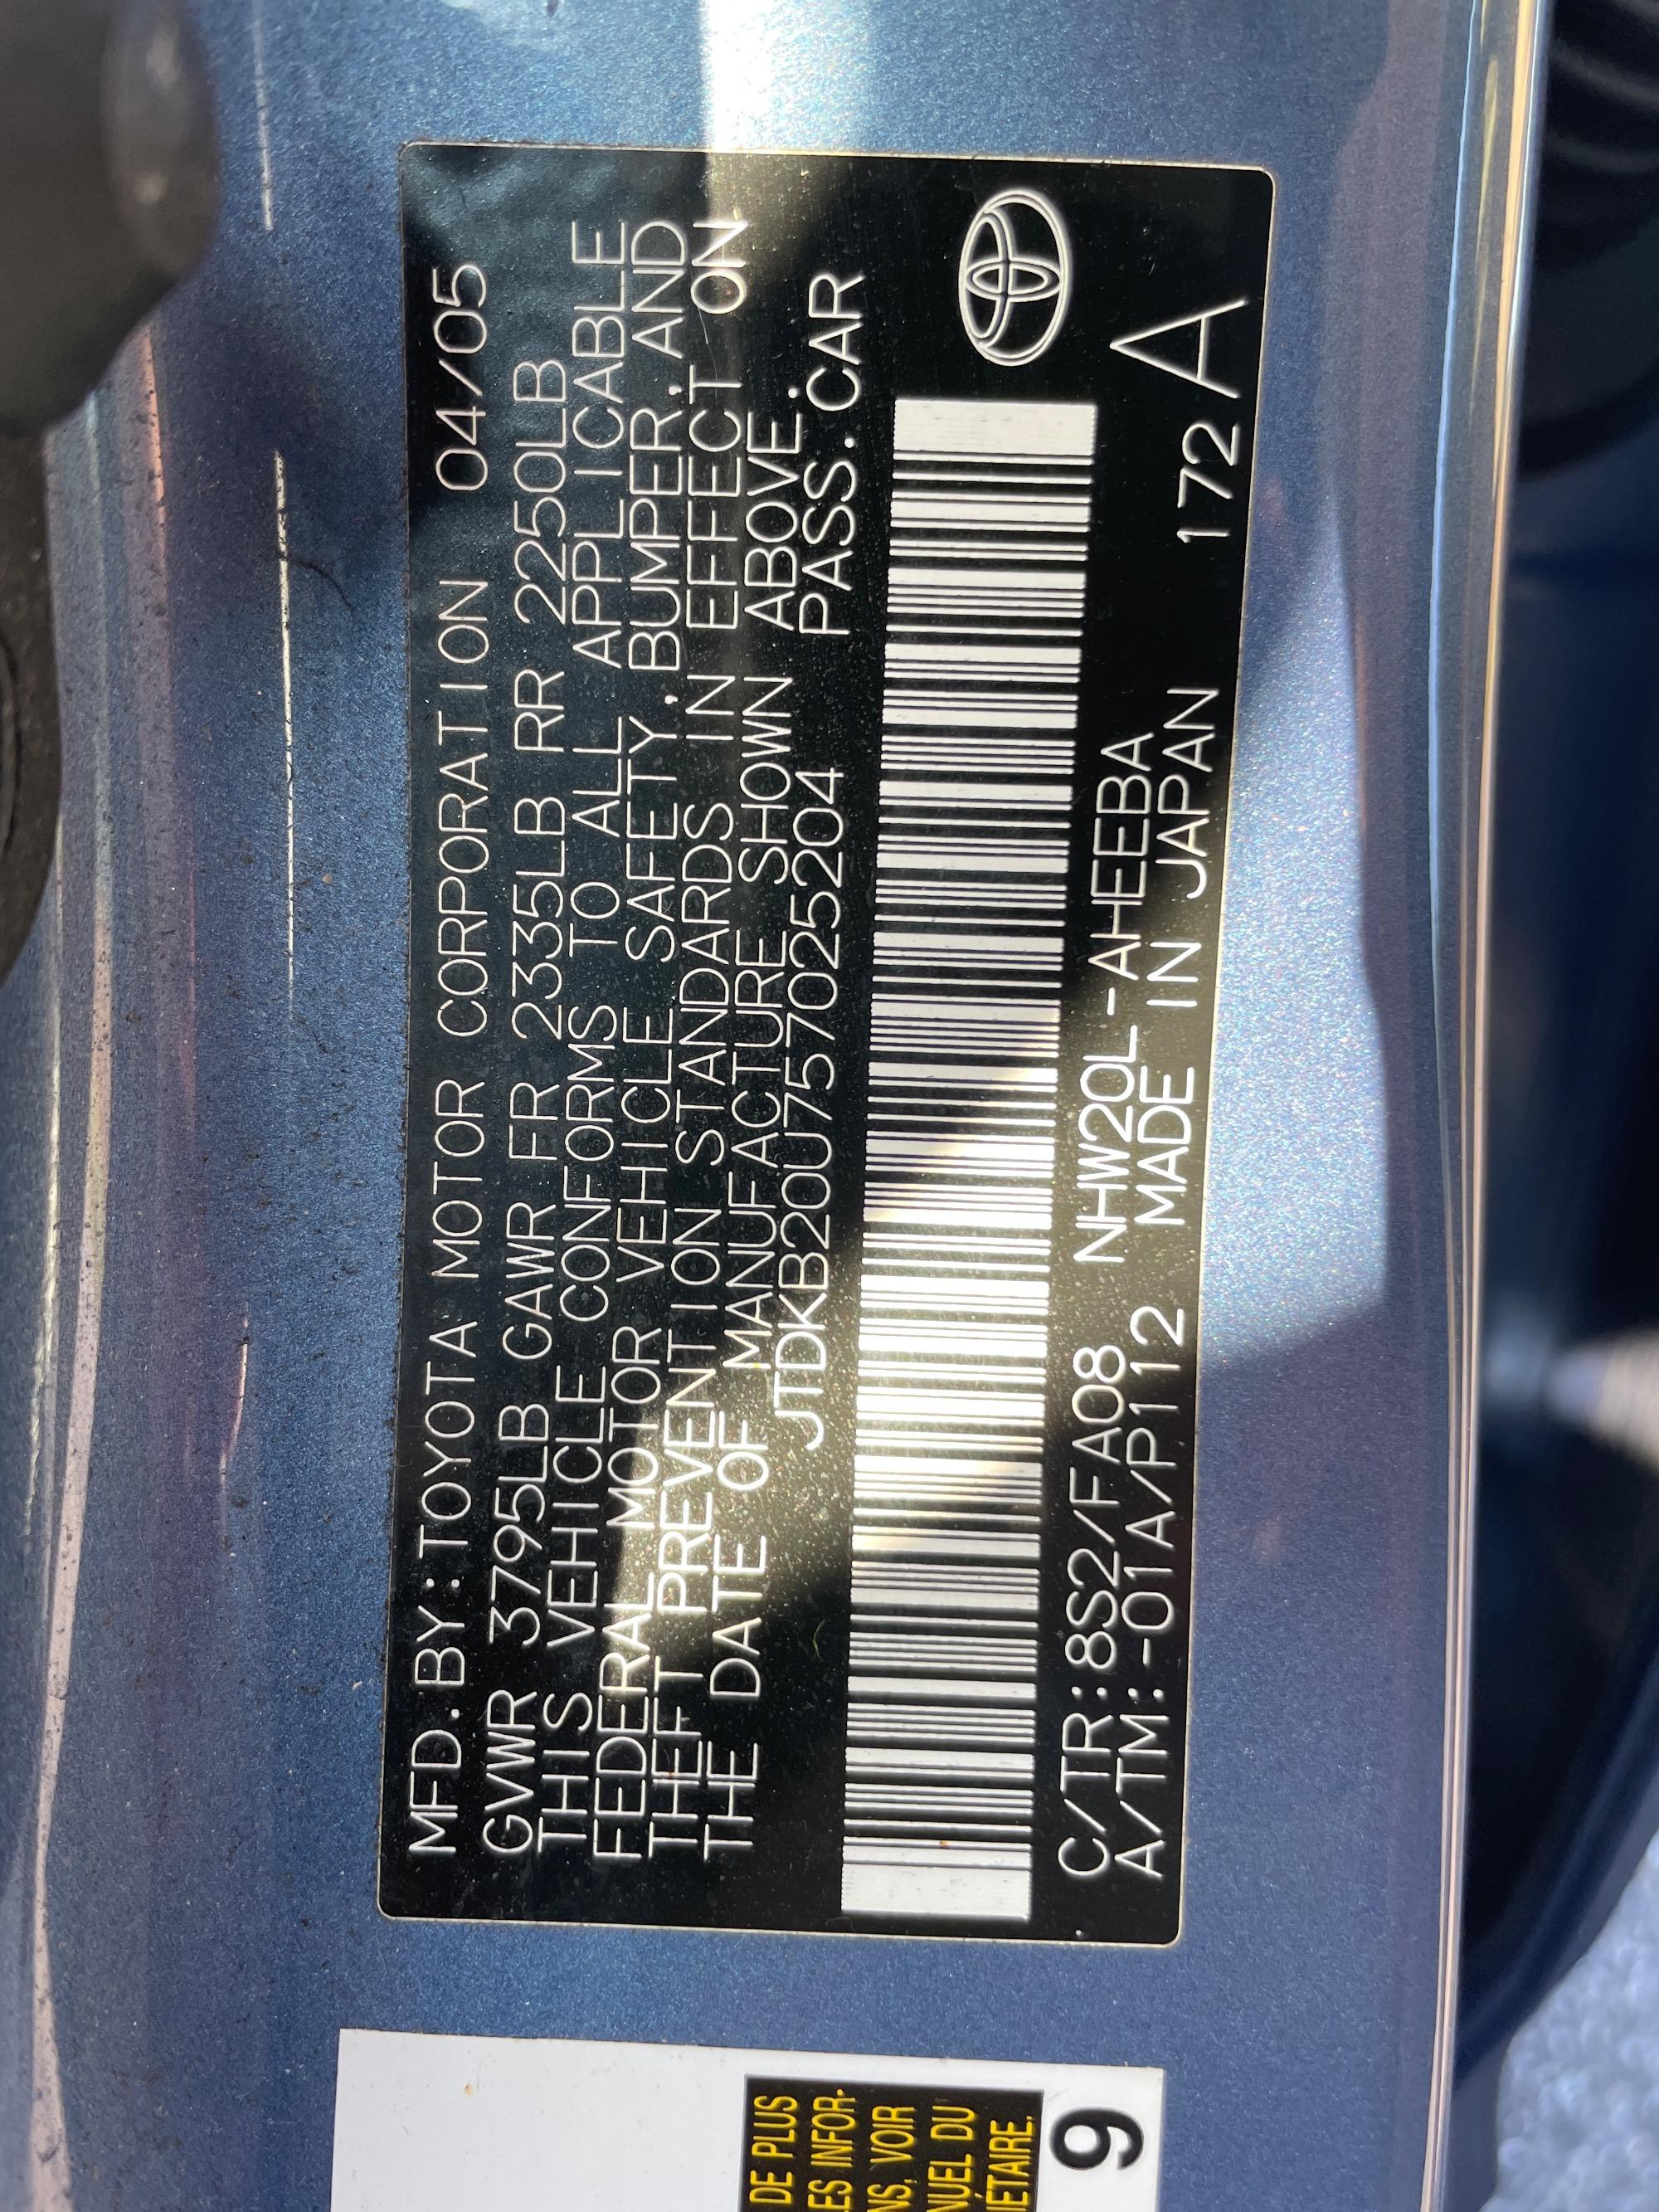 MFD.BY:TOYOTA MOTOR CORPORATION 04/05
GVWR 3795LB GAWR FR 2335LB RR 2250LB
THIS VEHICLE CONFORMS TO ALL APPLICABLE
FEDERAL MOTOR VEHICLE SAFETY,BUMPER,AND
THEFT PREVENTION STANDARDS IN EFFECT ON
THE DATE OF MANUFACTURE SHOWN ABOVE.
JTDKB20U757025204 PASS.CAR
C/TR:8S2/FA08 NHW20L-AHEEBA
A/TM:-01A/P112 MADE IN JAPAN 172A
DE PLUS
ES INFOR-
NS, VOIR
NUEL DU
IÉTAIRE.
9